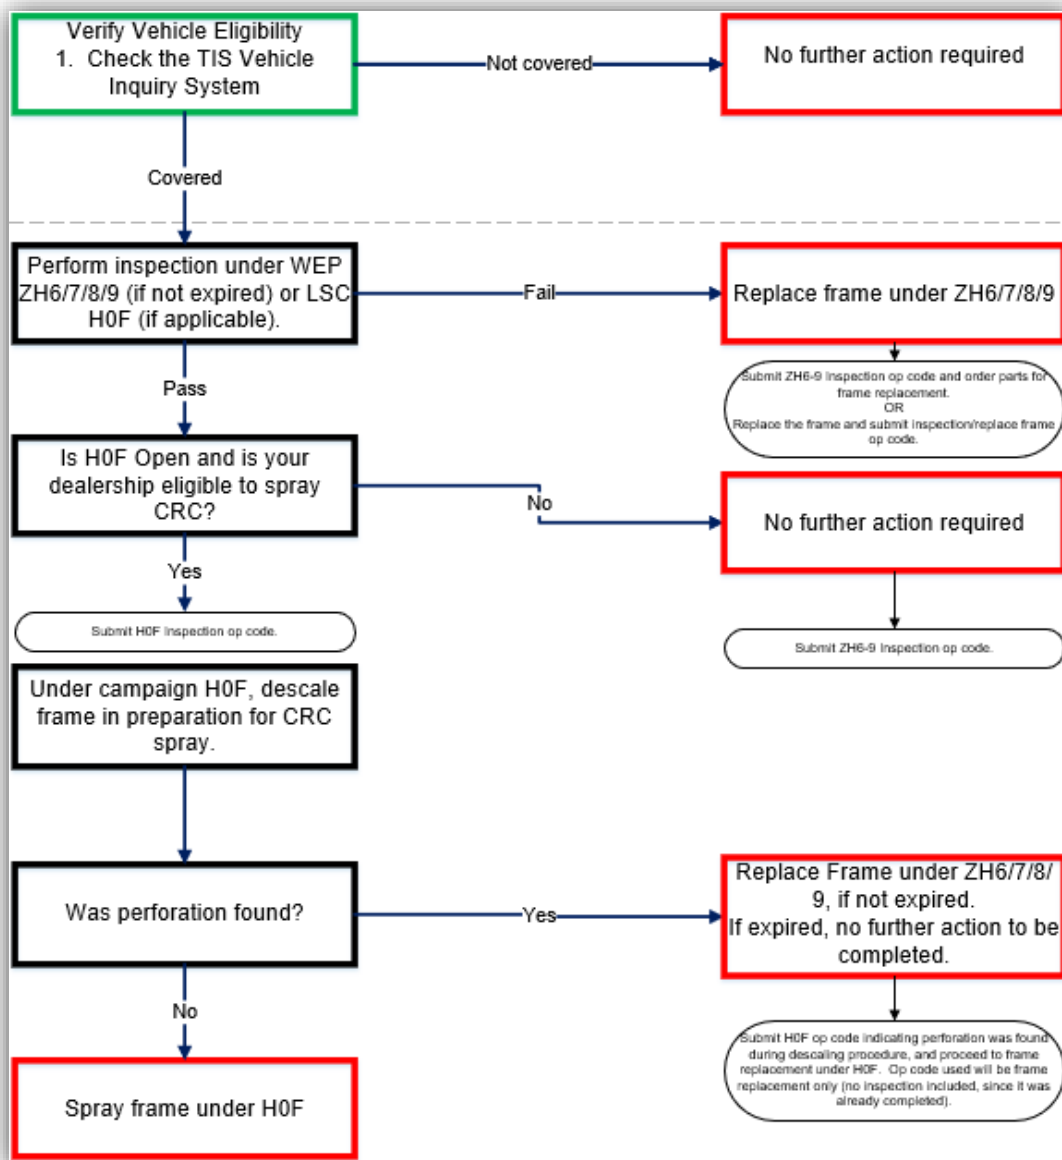 Verify Vehicle Eligibility
1. Check the TIS Vehicle
Inquiry System
Not covered
No further action required
Covered
Perform inspection under WEP
ZH6/7/8/9 (if not expired) or LSC
H0F (if applicable).
Fail
Replace frame under ZH6/7/8/9
Submit ZH6-9 Inspection op code and order parts for
frame replacement.
OR
Replace the frame and submit inspection/replace frame
op code.
Pass
Is H0F Open and is your
dealership eligible to spray
CRC?
No
No further action required
Yes
Submit H0F Inspection op code.
Submit ZH6-9 Inspection op code.
Under campaign H0F, descale
frame in preparation for CRC
spray.
Was perforation found?
Yes
Replace Frame under ZH6/7/8/
9, if not expired.
If expired, no further action to be
completed.
No
Submit H0F op code indicating perforation was found
during descaling procedure, and proceed to frame
replacement under H0F. Op code used will be frame
replacement only (no inspection included, since it was
already completed).
Spray frame under H0F